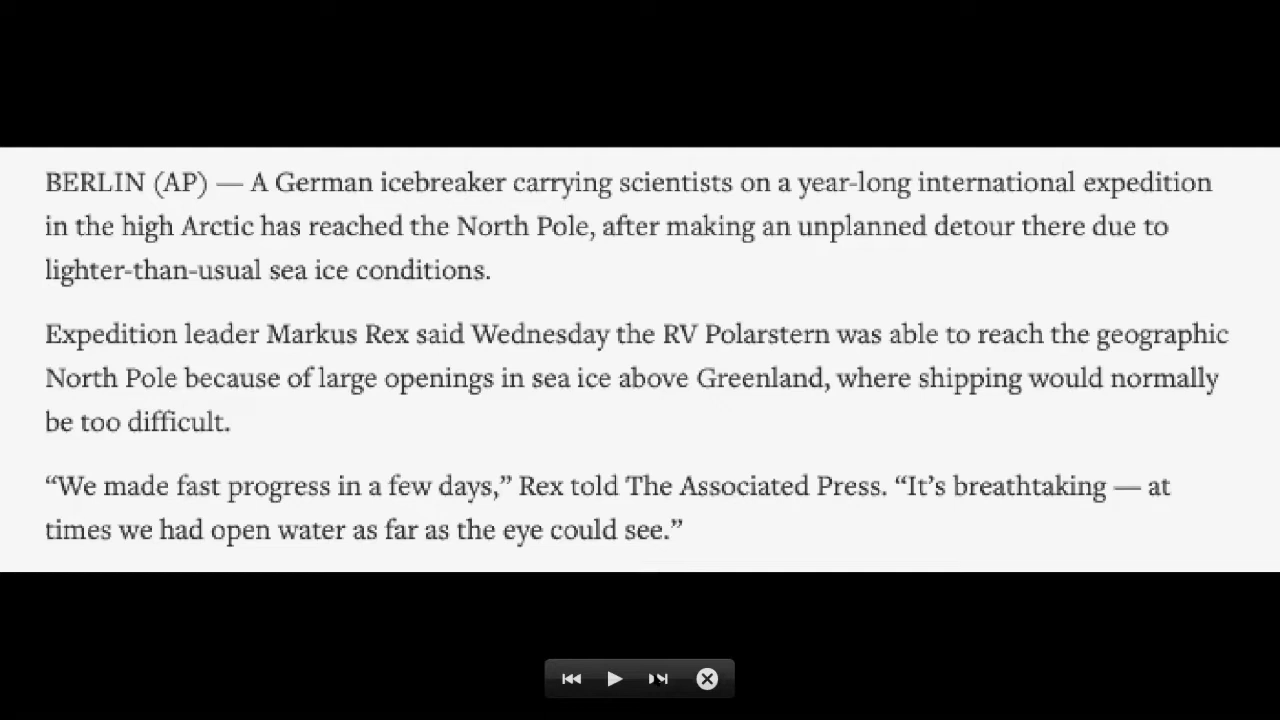 BERLIN (AP) — A German icebreaker carrying scientists on a year-long international expedition
in the high Arctic has reached the North Pole, after making an unplanned detour there due to
lighter-than-usual sea ice conditions.
Expedition leader Markus Rex said Wednesday the RV Polarstern was able to reach the geographic
North Pole because of large openings in sea ice above Greenland, where shipping would normally
be too difficult.
“We made fast progress in a few days,” Rex told The Associated Press. “It’s breathtaking — at
times we had open water as far as the eye could see.”